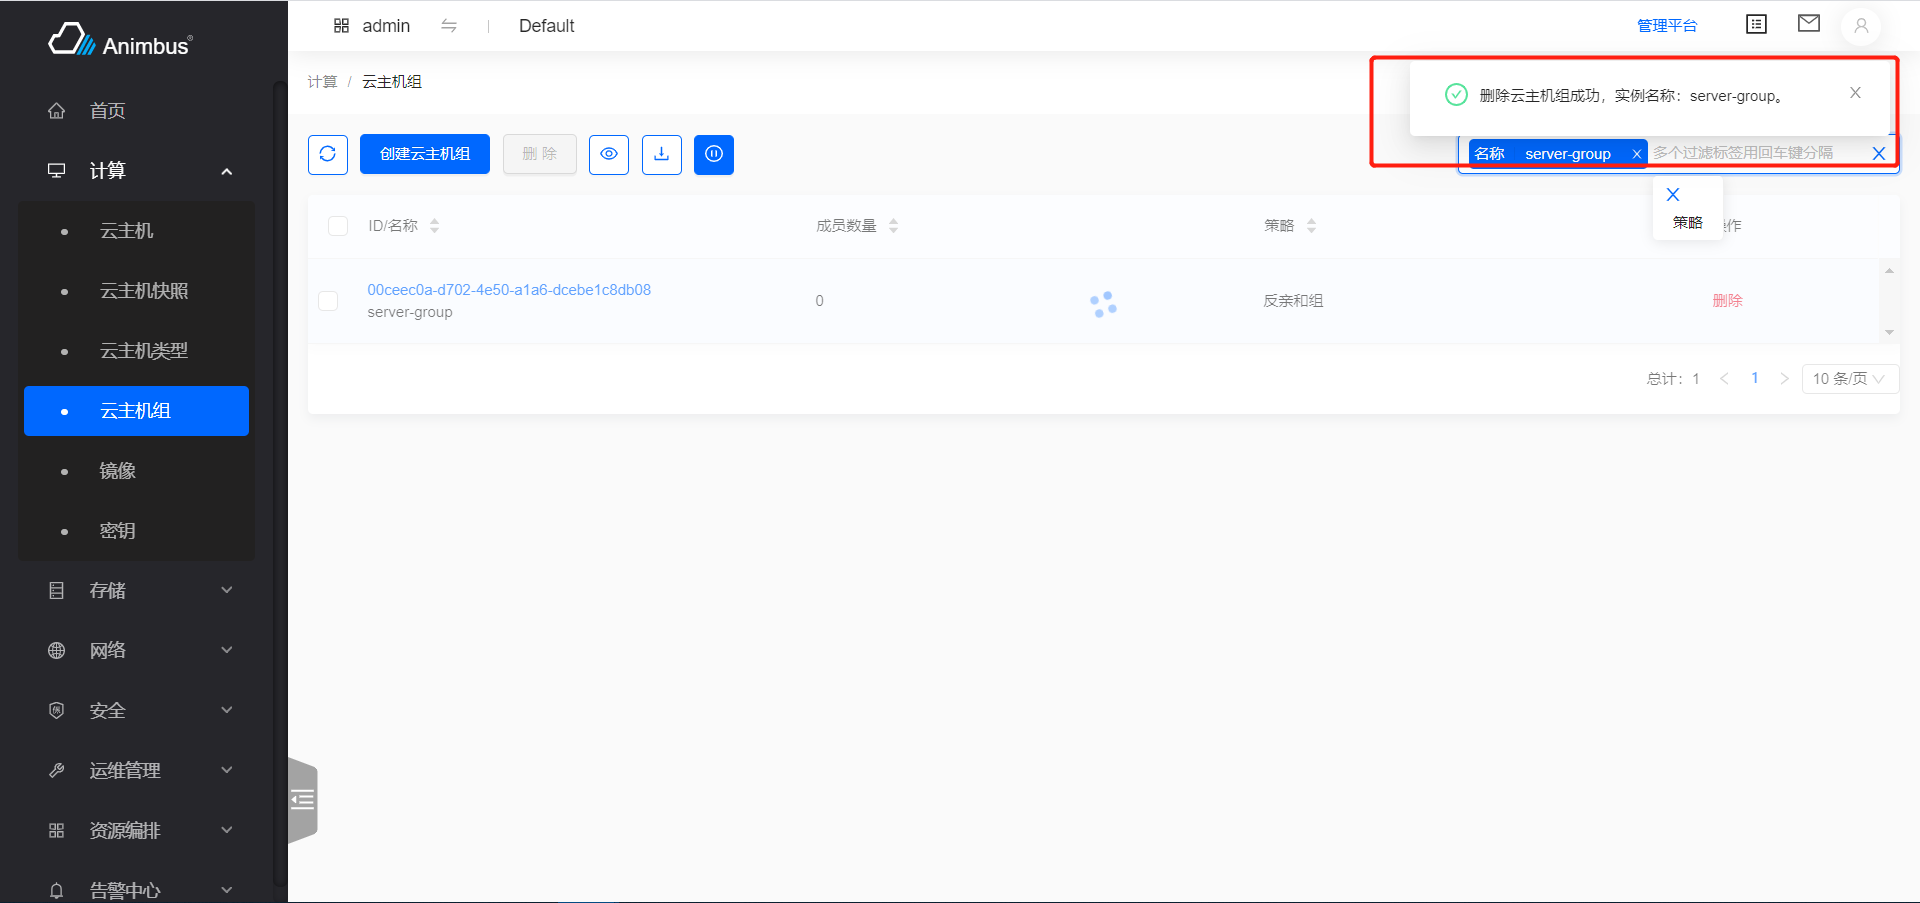 Animbus®
admin
Default
管理平台
首页
计算
云主机
云主机快照
云主机类型
云主机组
镜像
密钥
存储
网络
安全
运维管理
资源编排
告警中心
计算 / 云主机组
删除云主机组成功，实例名称：server-group。
创建云主机组
删 除
名称 server-group
多个过滤标签用回车键分隔
策略
ID/名称
成员数量
策略
作
00ceec0a-d702-4e50-a1a6-dcebe1c8db08
server-group
0
反亲和组
删除
总计：1
1
10 条/页